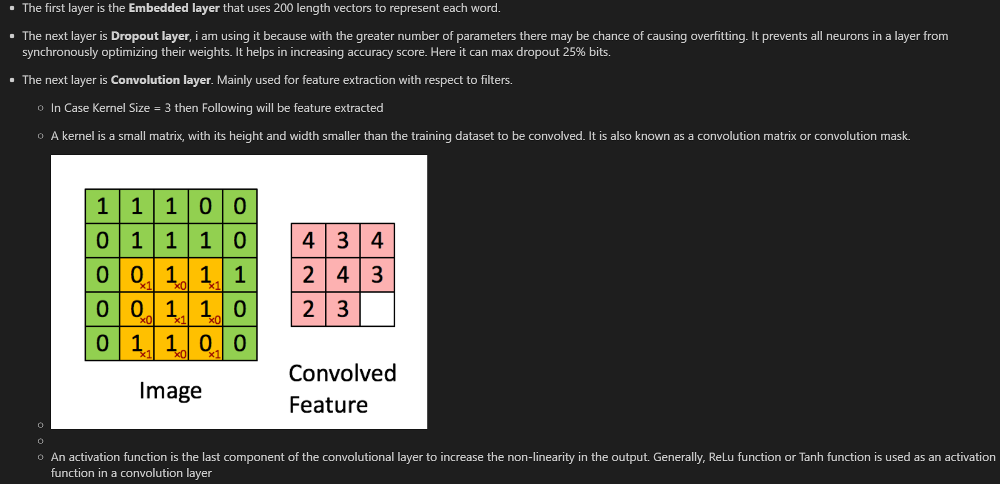 The first layer is the Embedded layer that uses 200 length vectors to represent each word.
The next layer is Dropout layer, i am using it because with the greater number of parameters there may be chance of causing overfitting. It prevents all neurons in a layer from
synchronously optimizing their weights. It helps in increasing accuracy score. Here it can max dropout 25% bits.
The next layer is Convolution layer. Mainly used for feature extraction with respect to filters.
In Case Kernel Size = 3 then Following will be feature extracted
A kernel is a small matrix, with its height and width smaller than the training dataset to be convolved. It is also known as a convolution matrix or convolution mask.
1 1 1 0 0
0 1 1 1 0
0 0 ×1 1 ×0 1 ×1 1
0 0 ×0 1 ×1 1 ×0 0
0 1 ×1 1 ×0 0 ×1 0
Image
4 3 4
2 4 3
2 3
Convolved
Feature
An activation function is the last component of the convolutional layer to increase the non-linearity in the output. Generally, ReLu function or Tanh function is used as an activation
function in a convolution layer